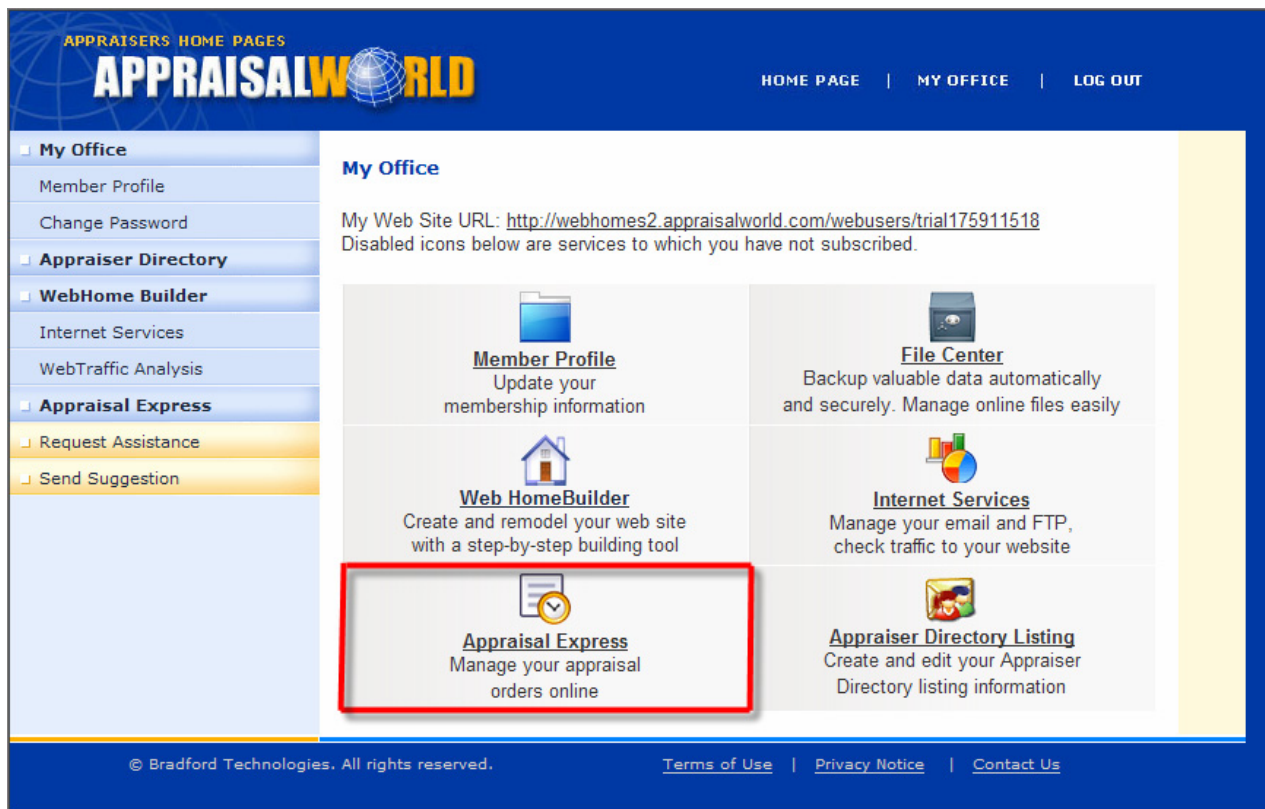 APPRAISERS HOME PAGES
APPRAISALWORLD
HOME PAGE | MY OFFICE | LOG OUT
My Office
Member Profile
Change Password
Appraiser Directory
WebHome Builder
Internet Services
WebTraffic Analysis
Appraisal Express
Request Assistance
Send Suggestion
My Office
My Web Site URL: http://webhomes2.appraisalworld.com/webusers/trial175911518
Disabled icons below are services to which you have not subscribed.
Member Profile
Update your
membership information
File Center
Backup valuable data automatically
and securely. Manage online files easily
Web HomeBuilder
Create and remodel your web site
with a step-by-step building tool
Internet Services
Manage your email and FTP,
check traffic to your website
Appraisal Express
Manage your appraisal
orders online
Appraiser Directory Listing
Create and edit your Appraiser
Directory listing information
© Bradford Technologies. All rights reserved.
Terms of Use | Privacy Notice | Contact Us